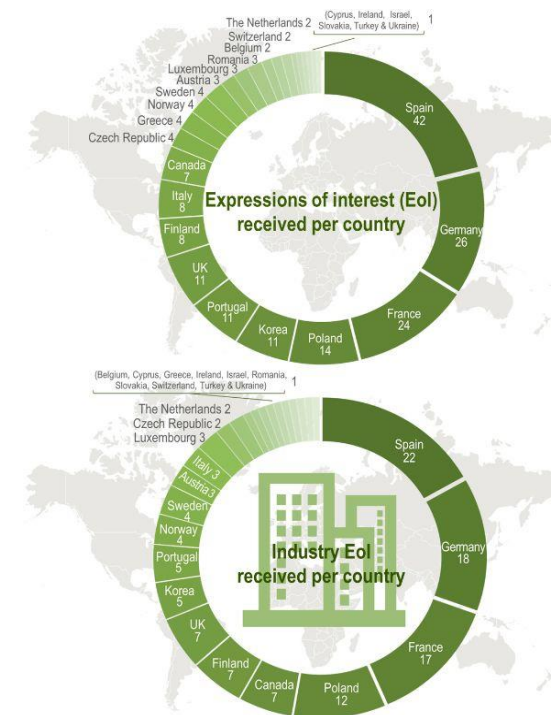 The Netherlands 2
(Cyprus, Ireland, Israel,
Slovakia, Turkey & Ukraine)
1
Switzerland 2
Belgium 2
Romania 3
Luxembourg 3
Austria 3
Sweden 4
Norway 4
Greece 4
Czech Republic 4
Canada
7
Italy
8
Finland
8
UK
11
Portugal
11
Korea
11
Poland
14
France
24
Germany
26
Spain
42
Expressions of interest (EoI)
received per country
(Belgium, Cyprus, Greece, Ireland, Israel, Romania,
Slovakia, Switzerland, Turkey & Ukraine)
1
The Netherlands 2
Czech Republic 2
Luxembourg 3
Italy 3
Austria 3
Sweden
4
Norway
4
Portugal
5
Korea
5
UK
7
Finland
7
Canada
7
Poland
12
France
17
Germany
18
Spain
22
Industry EoI
received per country